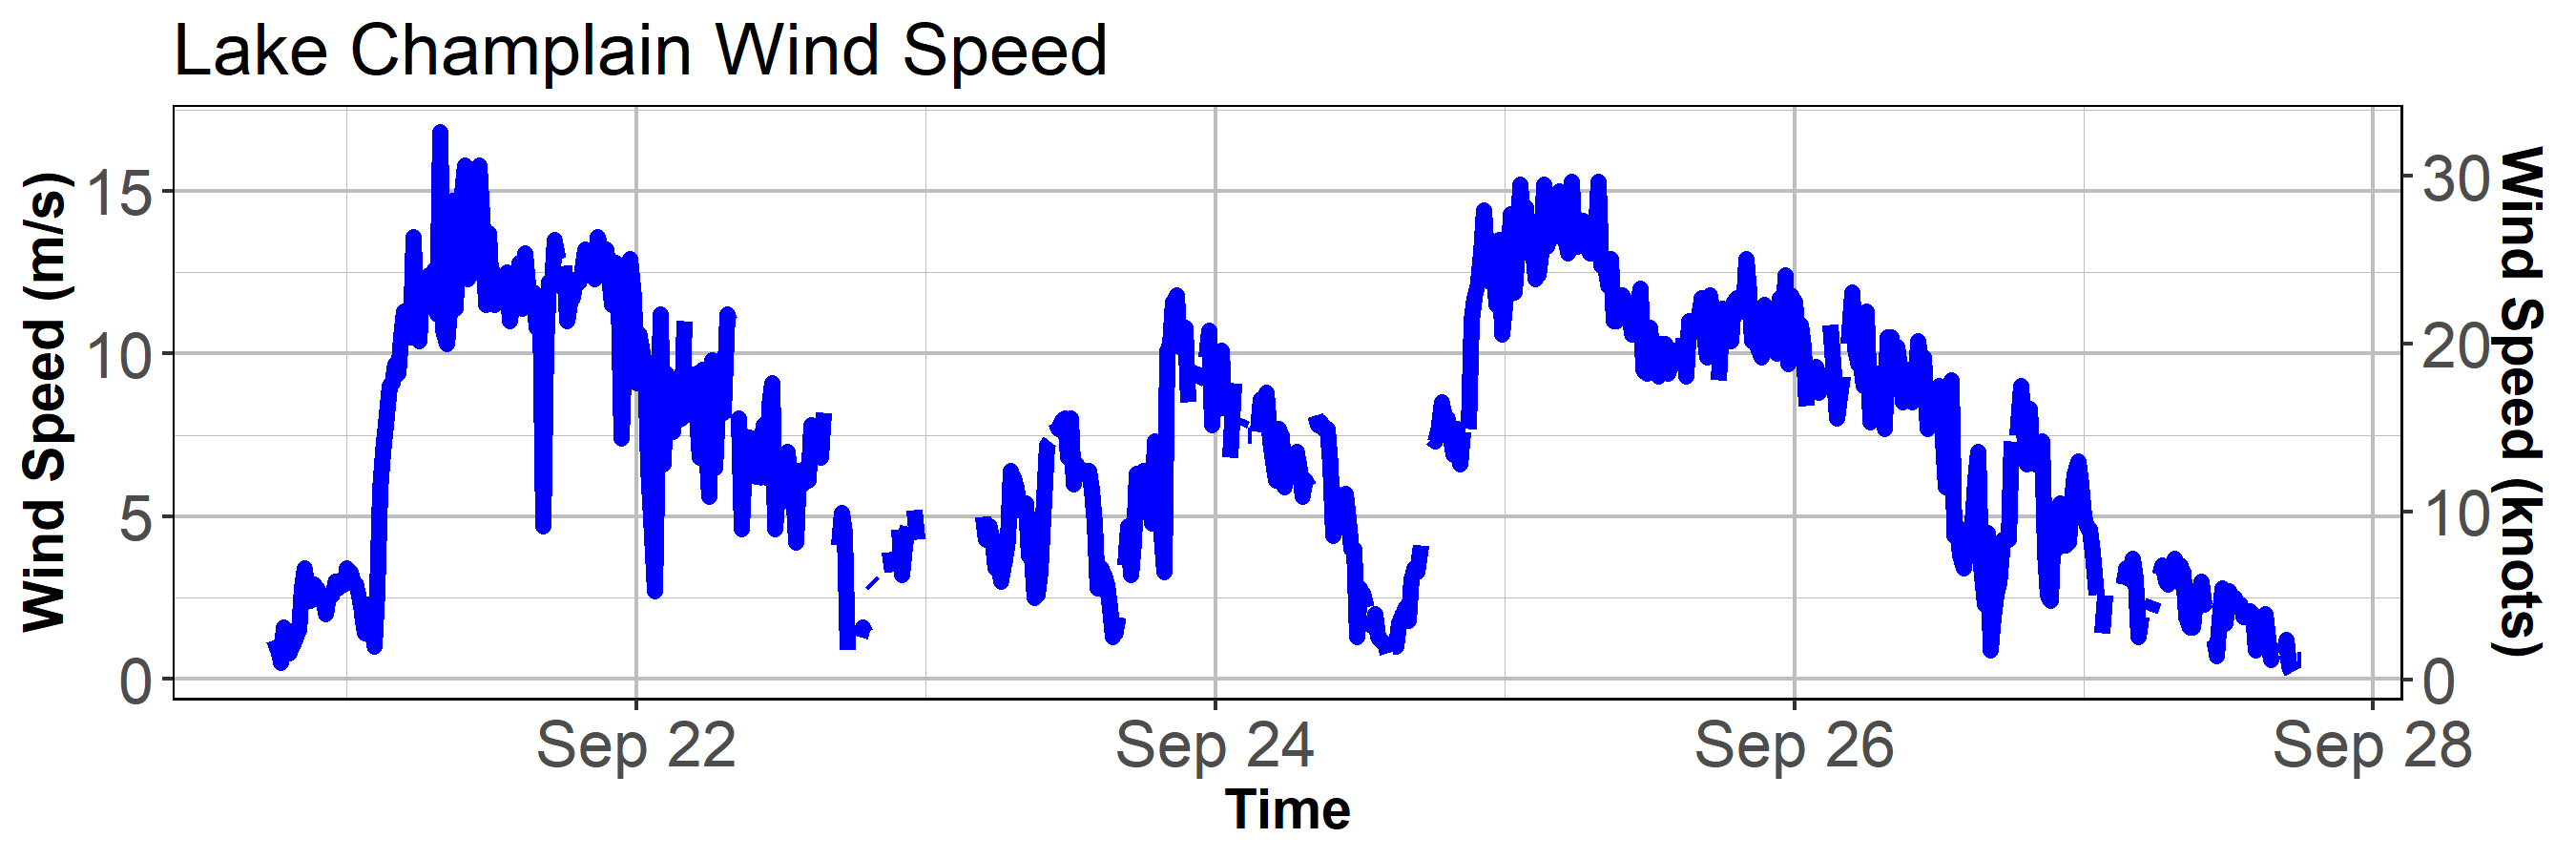 Lake Champlain Wind Speed
Wind Speed (m/s)
15
10
5
0
30
20
10
0
Wind Speed (knots)
Sep 22
Sep 24
Sep 26
Sep 28
Time